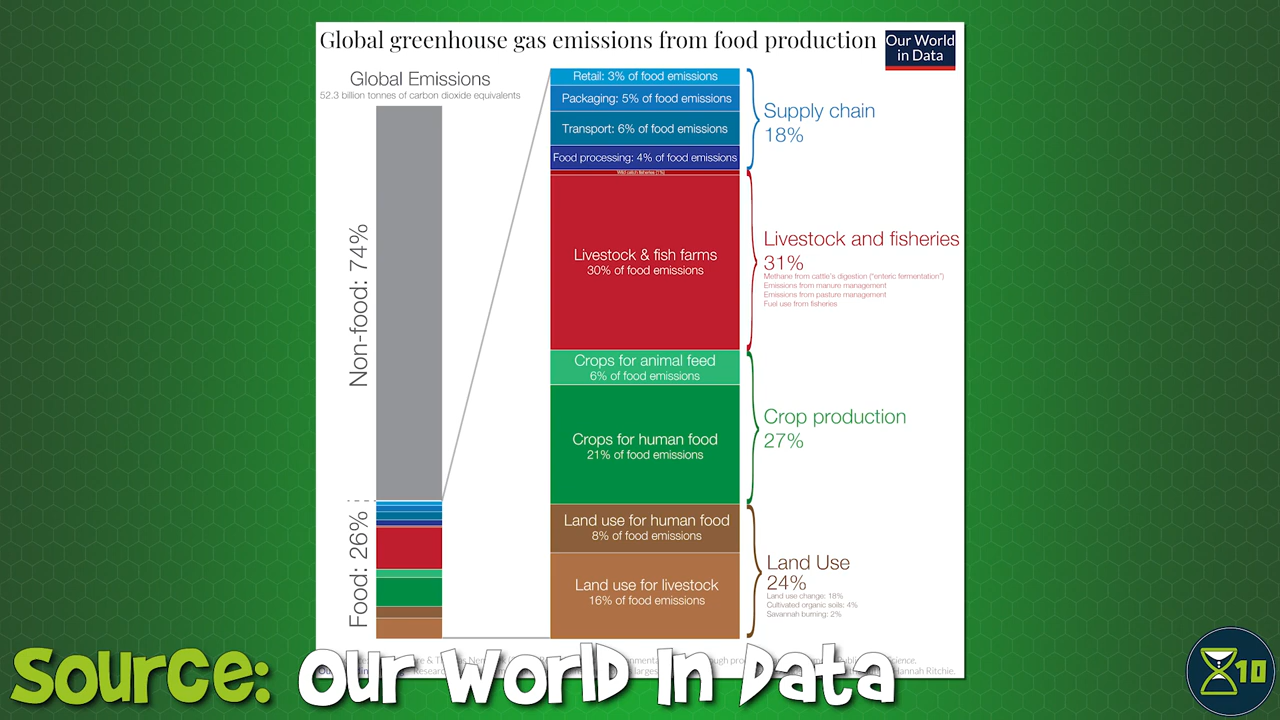 Global greenhouse gas emissions from food production
Our World
in Data
Global Emissions
52.3 billion tonnes of carbon dioxide equivalents
Non-food: 74%
Food: 26%
Retail: 3% of food emissions
Packaging: 5% of food emissions
Transport: 6% of food emissions
Food processing: 4% of food emissions
Wild catch fisheries (1%)
Livestock & fish farms
30% of food emissions
Crops for animal feed
6% of food emissions
Crops for human food
21% of food emissions
Land use for human food
8% of food emissions
Land use for livestock
16% of food emissions
Supply chain
18%
Livestock and fisheries
31%
Methane from cattle's digestion ("enteric fermentation")
Emissions from manure management
Emissions from pasture management
Fuel use from fisheries
Crop production
27%
Land Use
24%
Land use change: 18%
Cultivated organic soils: 4%
Savannah burning: 2%
Hannah Ritchie.
Source: Our World In Data
10